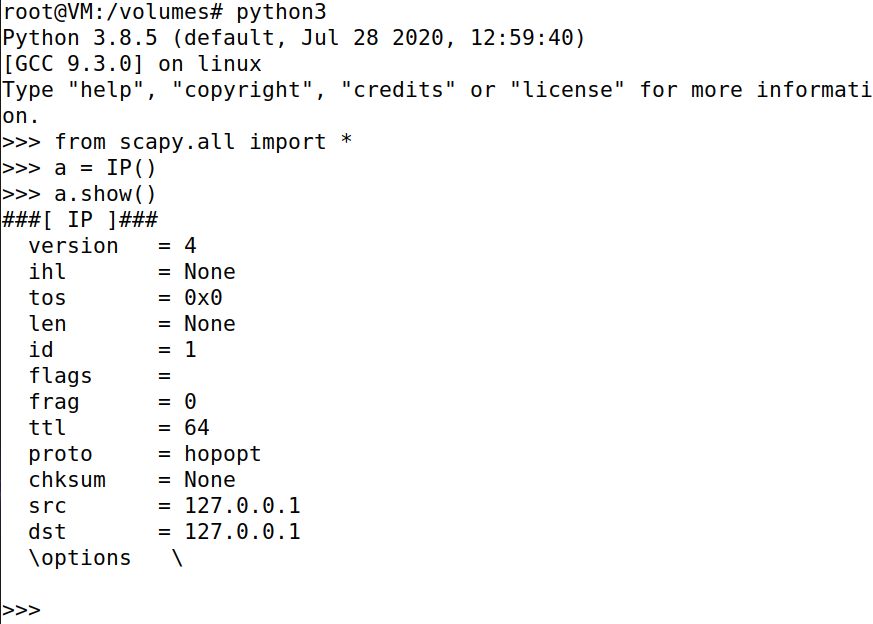 root@VM:/volumes# python3
Python 3.8.5 (default, Jul 28 2020, 12:59:40)
[GCC 9.3.0] on linux
Type "help", "copyright", "credits" or "license" for more informati
on.
>>> from scapy.all import *
>>> a = IP()
>>> a.show()
###[ IP ]###
  version   = 4
  ihl       = None
  tos       = 0x0
  len       = None
  id        = 1
  flags     =
  frag      = 0
  ttl       = 64
  proto     = hopopt
  chksum    = None
  src       = 127.0.0.1
  dst       = 127.0.0.1
  \options   \
>>>